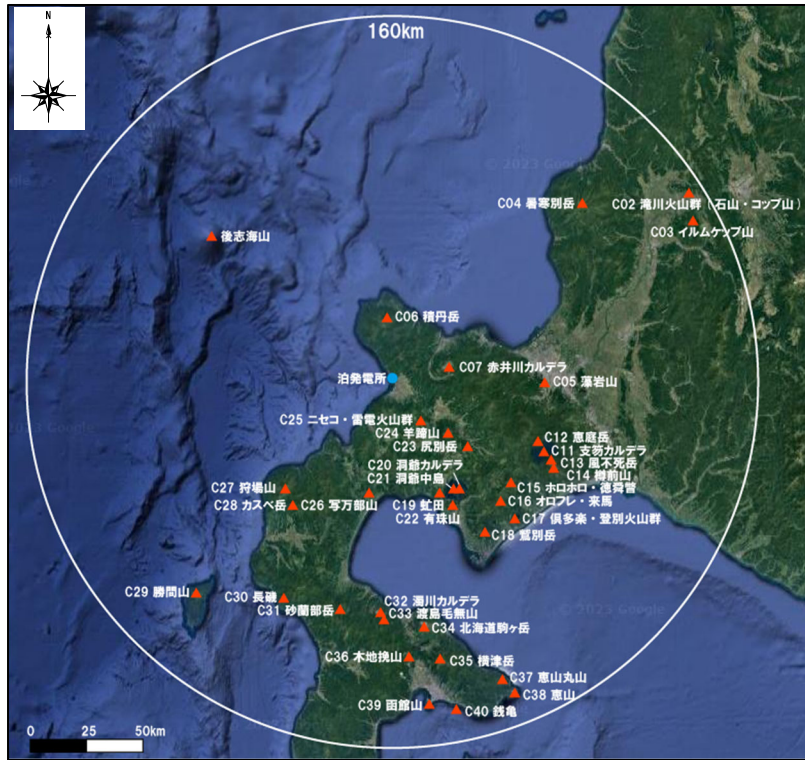 N
160km
© 2023 Google
C04 暑寒別岳
C02 滝川火山群（石山・コップ山）
C03 イルムケップ山
後志海山
C06 積丹岳
C07 赤井川カルデラ
泊発電所
C05 藻岩山
C25 ニセコ・雷電火山群
C24 羊蹄山
C23 尻別岳
C12 恵庭岳
C11 支笏カルデラ
C13 風不死岳
C14 樽前山
C20 洞爺カルデラ
C21 洞爺中島
C15 ホロホロ・徳舜瞥
C27 狩場山
C28 カスベ岳
C26 写万部山
C19 虻田
C16 オロフレ・来馬
C22 有珠山
C17 倶多楽・登別火山群
C18 鷲別岳
C29 勝澗山
C30 長磯
C31 砂蘭部岳
C32 濁川カルデラ
C33 渡島毛無山
C34 北海道駒ヶ岳
© 2023 Google
C36 木地挽山
C35 横津岳
C37 恵山丸山
C38 恵山
C39 函館山
C40 銭亀
0 25 50km